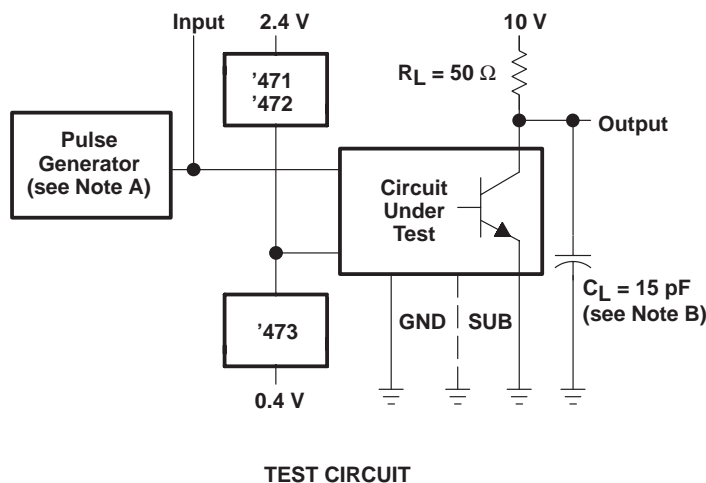 Input
2.4 V
10 V
RL = 50 Ω
'471
'472
Output
Pulse
Generator
(see Note A)
Circuit
Under
Test
CL = 15 pF
(see Note B)
GND
SUB
'473
0.4 V
TEST CIRCUIT